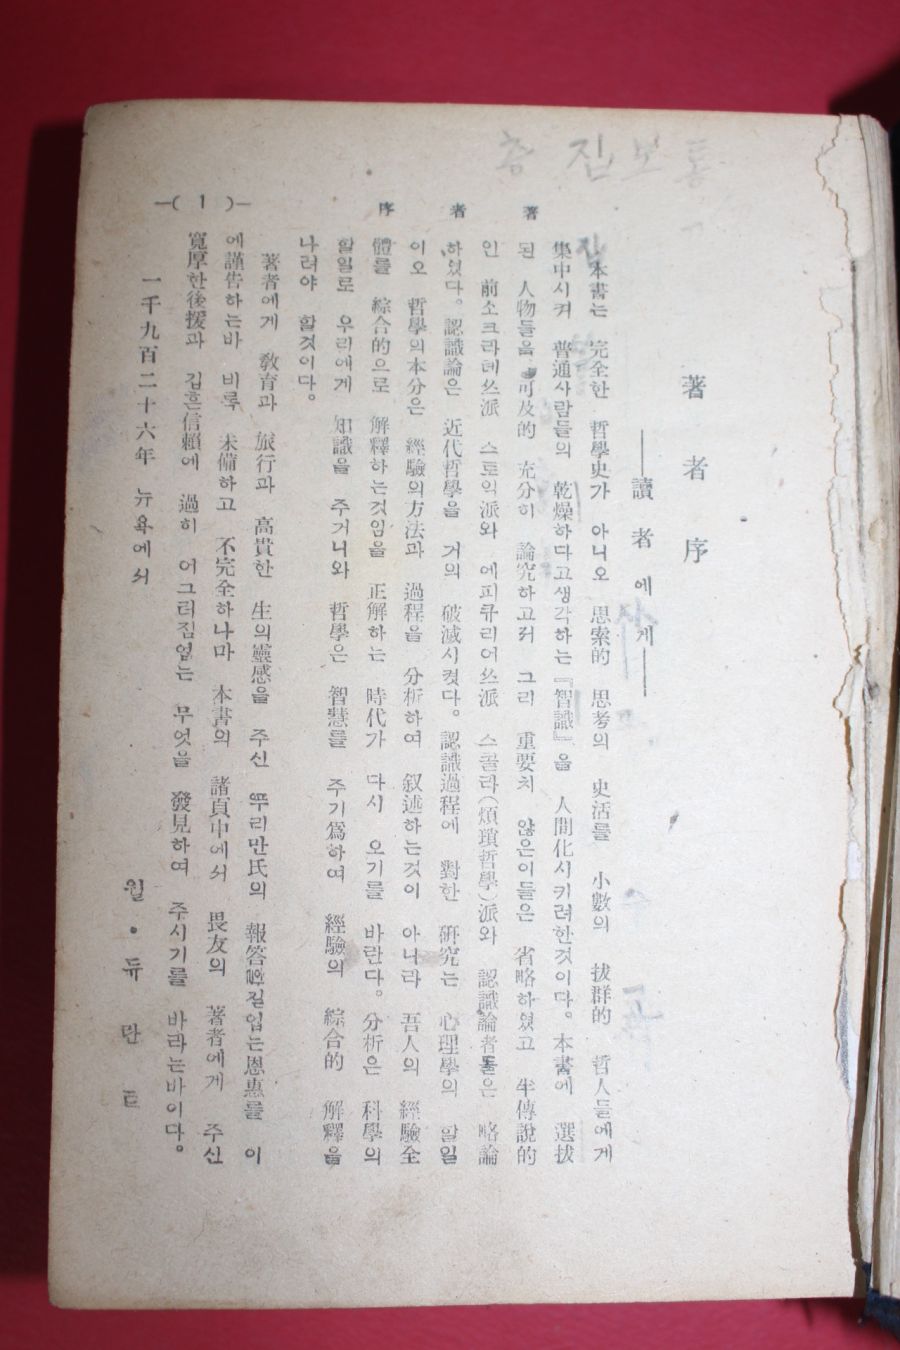 著者序
—(1)—
著者序
——讀者에게——
本書는 完全한 哲學史가 아니오 思索的 思考의 史活를 小數의 拔群的 哲人들에게
集中시켜 普通사람들의 乾燥하다고생각하는『智識』을 人間化시키려한것이다。本書에 選拔
된 人物들을 可及的 充分히 論究하고저 그리 重要치 않은이들은 省略하였고 半傳說的
인 前소크라테쓰派 스토익派와 에피큐리어쓰派 스콜라(煩瑣哲學)派와 認識論者들은 略論
하였다。認識論은 近代哲學을 거의 破滅시켯다。認識過程에 對한 硏究는 心理學의 할일
이오 哲學의本分은 經驗의方法과 過程을 分析하여 叙述하는것이 아니라 吾人의 經驗全
體를 綜合的으로 解釋하는것임을 正解하는 時代가 다시 오기를 바란다。分析은 科學의
할일로 우리에게 知識을 주거니와 哲學은 智慧를 주기爲하여 經驗의 綜合的 解釋을
나려야 할것이다。
著者에게 敎育과 旅行과 高貴한 生의靈感을 주신 뿌리만氏의 報答할길업는恩惠를 이
에謹告하는바 비록 未備하고 不完全하나마 本書의 諸頁中에서 畏友의 著者에게 주신
寬厚한後援과 깁흔信賴에 過히 어그러짐없는 무엇을 發見하여 주시기를 바라는바이다。
一千九百二十六年 뉴욕에서
윌・듀란트